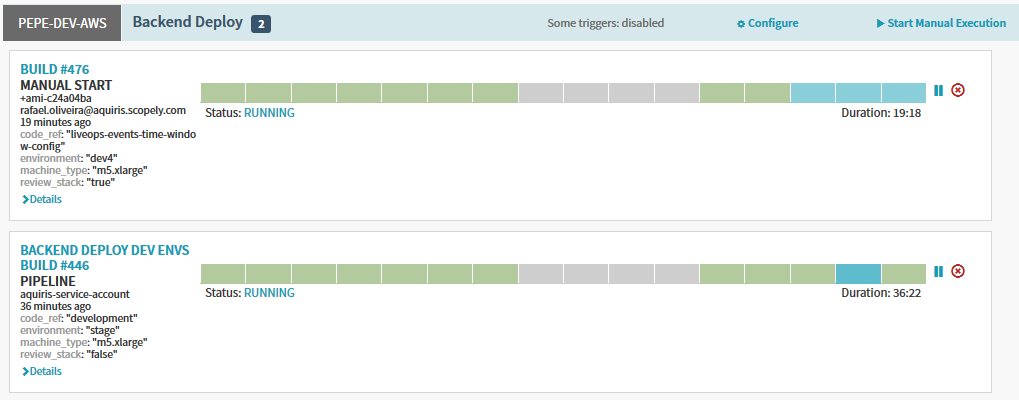 PEPE-DEV-AWS
Backend Deploy 2
Some triggers: disabled
Configure
Start Manual Execution
BUILD #476
MANUAL START
+ami-c24a04ba
rafael.oliveira@aquiris.scopely.com
19 minutes ago
code_ref: "liveops-events-time-windo
w-config"
environment: "dev4"
machine_type: "m5.xlarge"
review_stack: "true"
Details
Status: RUNNING
Duration: 19:18
BACKEND DEPLOY DEV ENVS
BUILD #446
PIPELINE
aquiris-service-account
36 minutes ago
code_ref: "development"
environment: "stage"
machine_type: "m5.xlarge"
review_stack: "false"
Details
Status: RUNNING
Duration: 36:22